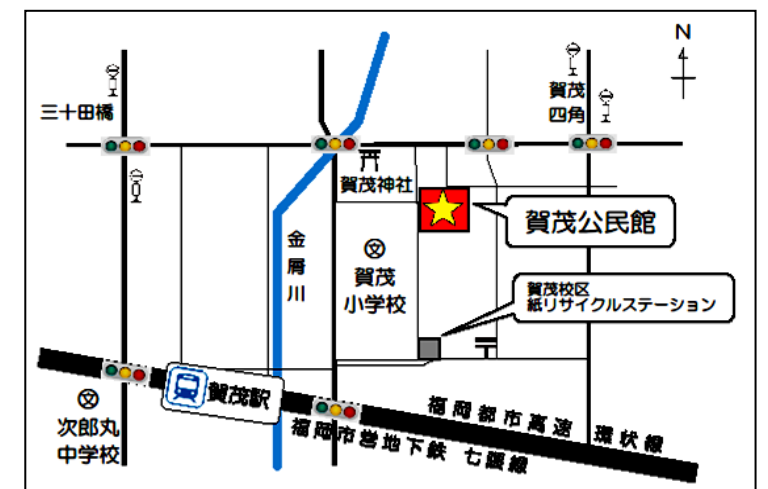 N
三十田橋
賀茂
四角
賀茂神社
賀茂公民館
金
屑
川
文
賀茂
小学校
賀茂校区
紙リサイクルステーション
賀茂駅
文
次郎丸
中学校
福岡都市高速 環状線
福岡市営地下鉄 七隈線